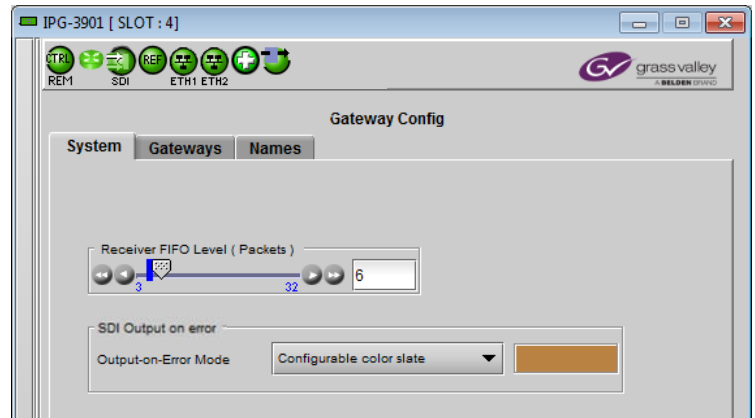 IPG-3901 [ SLOT : 4]
CTRL
REF
REM
SDI
ETH1
ETH2
GV
grass valley
A BELDEN BRAND
Gateway Config
System
Gateways
Names
Receiver FIFO Level ( Packets )
3
32
6
SDI Output on error
Output-on-Error Mode
Configurable color slate